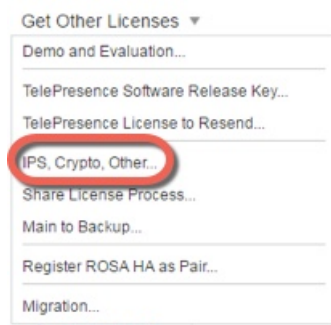 Get Other Licenses ▼
Demo and Evaluation...
TelePresence Software Release Key...
TelePresence License to Resend...
IPS, Crypto, Other...
Share License Process...
Main to Backup...
Register ROSA HA as Pair...
Migration...